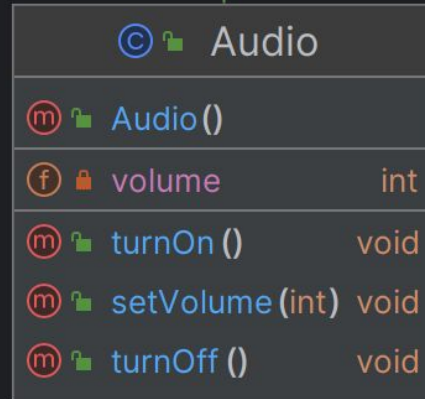 © Audio
m Audio()
f volume int
m turnOn() void
m setVolume(int) void
m turnOff() void